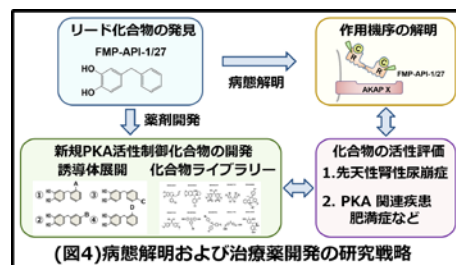 リード化合物の発見
FMP-API-1/27
HO
HO
病態解明
作用機序の解明
C
R
R
C
FMP-API-1/27
AKAP X
薬剤開発
新規PKA活性制御化合物の開発
誘導体展開 化合物ライブラリー
① A
③ C
② B
④ D
化合物の活性評価
1.先天性腎性尿崩症
2. PKA 関連疾患
肥満症など
(図4)病態解明および治療薬開発の研究戦略